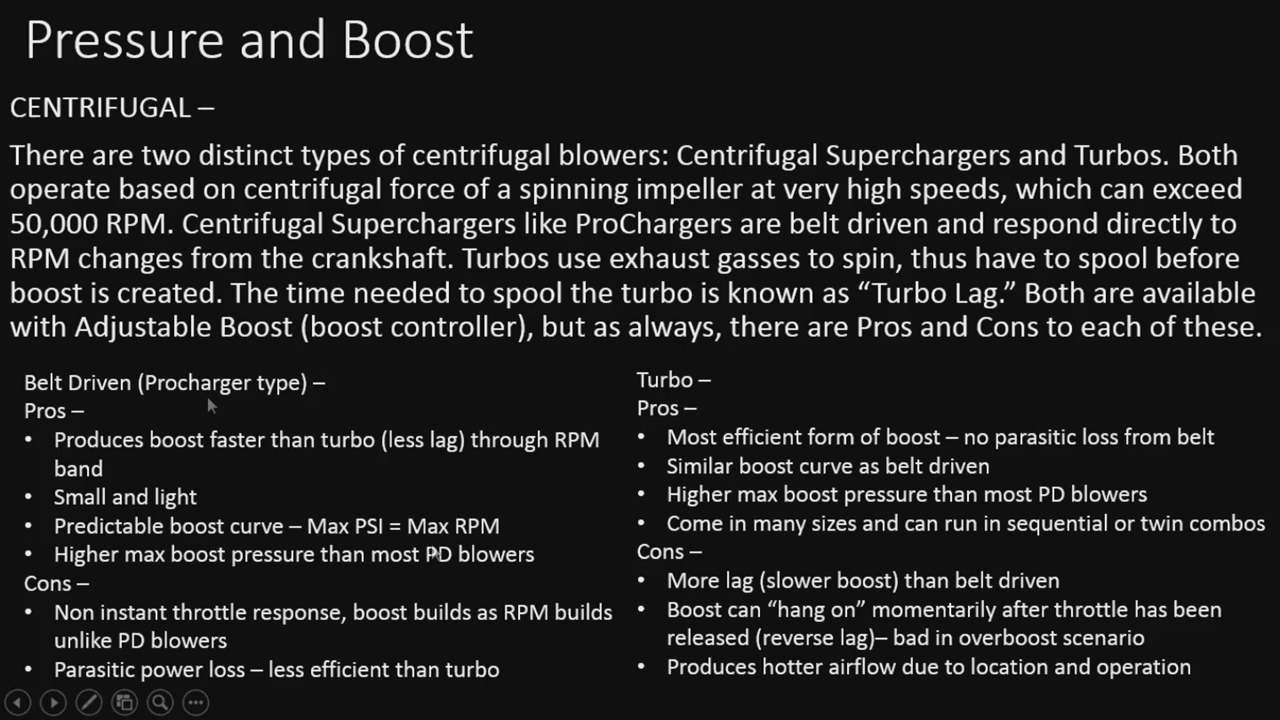 Pressure and Boost
CENTRIFUGAL –
There are two distinct types of centrifugal blowers: Centrifugal Superchargers and Turbos. Both
operate based on centrifugal force of a spinning impeller at very high speeds, which can exceed
50,000 RPM. Centrifugal Superchargers like ProChargers are belt driven and respond directly to
RPM changes from the crankshaft. Turbos use exhaust gasses to spin, thus have to spool before
boost is created. The time needed to spool the turbo is known as “Turbo Lag.” Both are available
with Adjustable Boost (boost controller), but as always, there are Pros and Cons to each of these.
Belt Driven (Procharger type) –
Pros –
• Produces boost faster than turbo (less lag) through RPM
band
• Small and light
• Predictable boost curve – Max PSI = Max RPM
• Higher max boost pressure than most PD blowers
Cons –
• Non instant throttle response, boost builds as RPM builds
unlike PD blowers
• Parasitic power loss – less efficient than turbo
Turbo –
Pros –
• Most efficient form of boost – no parasitic loss from belt
• Similar boost curve as belt driven
• Higher max boost pressure than most PD blowers
• Come in many sizes and can run in sequential or twin combos
Cons –
• More lag (slower boost) than belt driven
• Boost can “hang on” momentarily after throttle has been
released (reverse lag)– bad in overboost scenario
• Produces hotter airflow due to location and operation